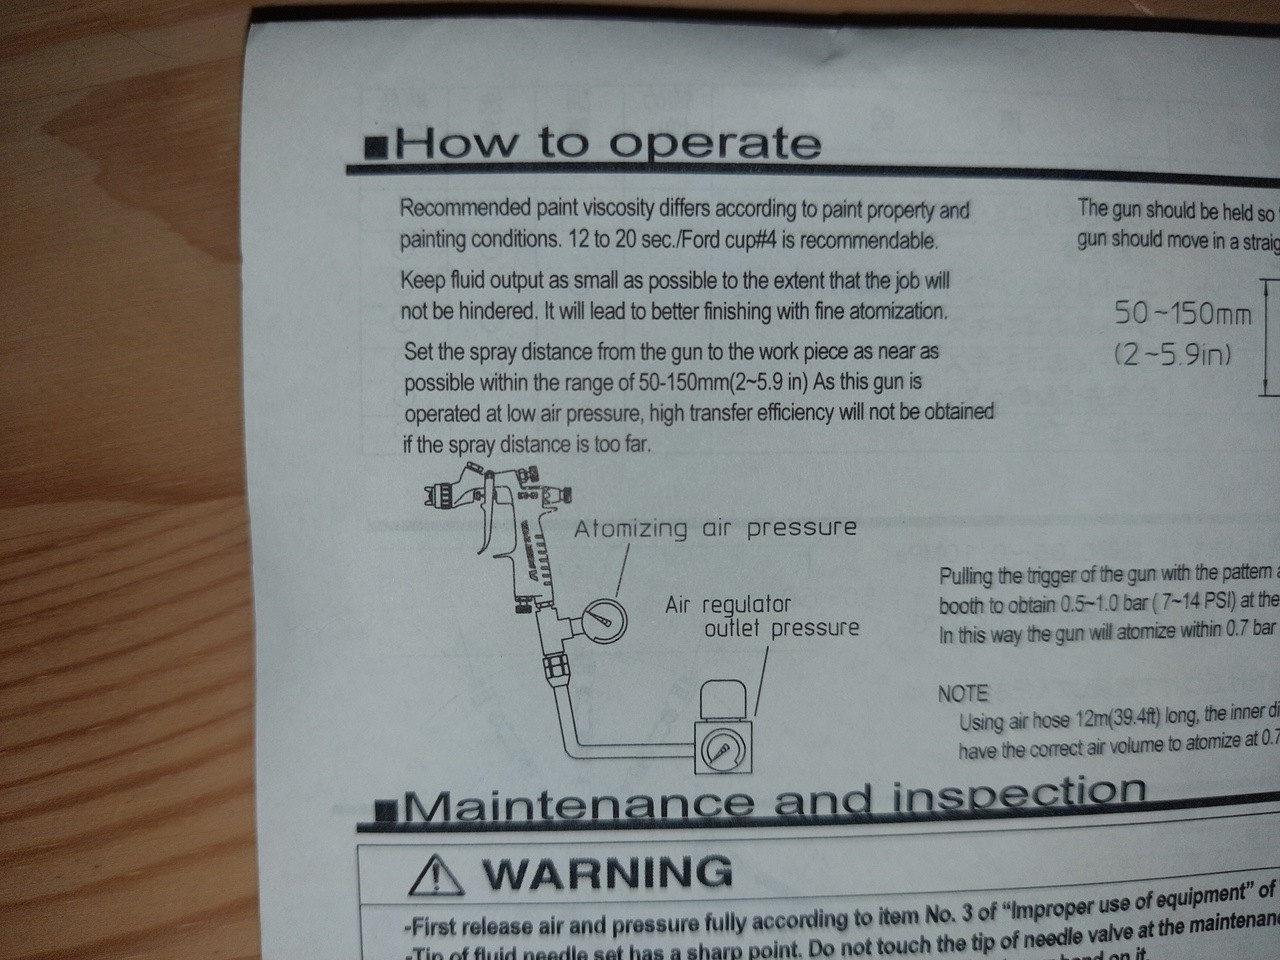 ■How to operate
Recommended paint viscosity differs according to paint property and
painting conditions. 12 to 20 sec./Ford cup#4 is recommendable.
Keep fluid output as small as possible to the extent that the job will
not be hindered. It will lead to better finishing with fine atomization.
Set the spray distance from the gun to the work piece as near as
possible within the range of 50-150mm(2~5.9 in) As this gun is
operated at low air pressure, high transfer efficiency will not be obtained
if the spray distance is too far.
Atomizing air pressure
Air regulator
outlet pressure
The gun should be held so
gun should move in a straig
50~150mm
(2~5.9in)
Pulling the trigger of the gun with the pattern a
booth to obtain 0.5~1.0 bar ( 7~14 PSI) at the
In this way the gun will atomize within 0.7 bar
NOTE
Using air hose 12m(39.4ft) long, the inner di
have the correct air volume to atomize at 0.7
■Maintenance and inspection
WARNING
-First release air and pressure fully according to item No. 3 of “Improper use of equipment” of
-Tip of fluid needle set has a sharp point. Do not touch the tip of needle valve at the maintenan
hand on it.